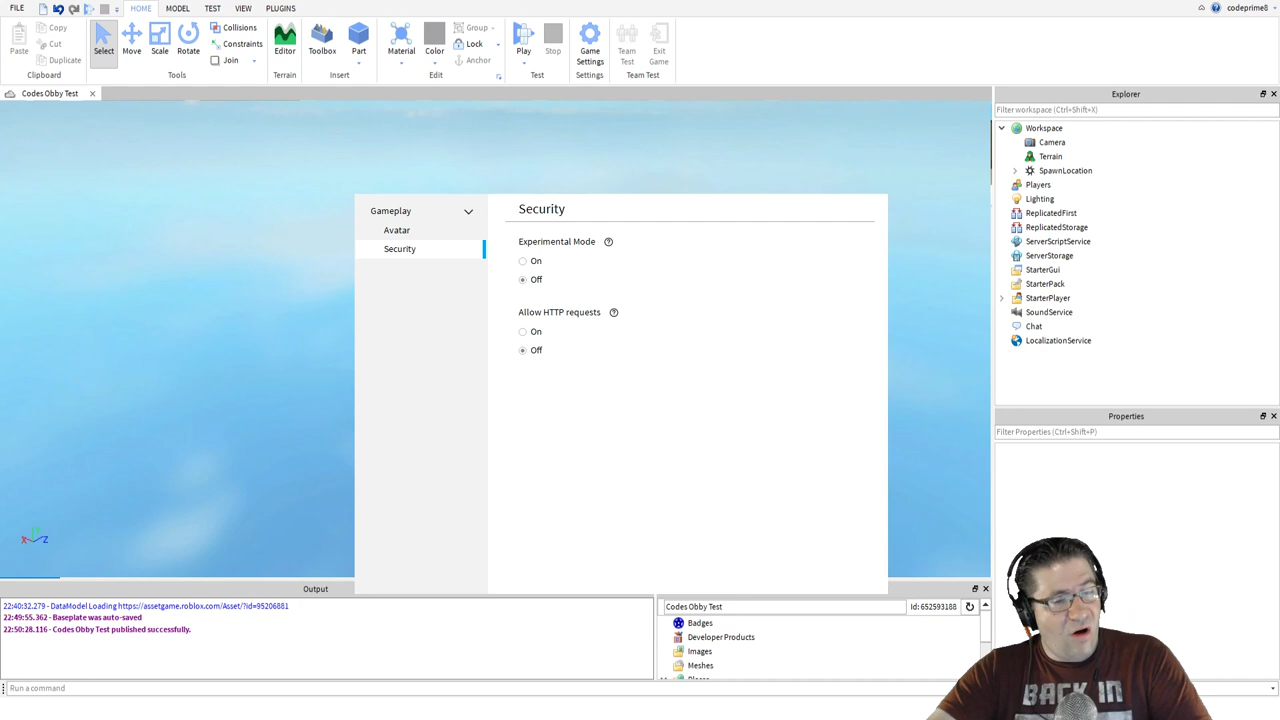 FILE HOME MODEL TEST VIEW PLUGINS codeprime8
Paste Copy Cut Duplicate Clipboard
Select Move Scale Rotate Collisions Constraints Join Tools
Editor Terrain
Toolbox Part Insert
Material Color Group Lock Anchor Edit
Play Stop Test
Game Settings Settings
Team Test Exit Game Team Test
Codes Obby Test
Explorer
Filter workspace (Ctrl+Shift+X)
Workspace
Camera
Terrain
SpawnLocation
Players
Lighting
ReplicatedFirst
ReplicatedStorage
ServerScriptService
ServerStorage
StarterGui
StarterPack
StarterPlayer
SoundService
Chat
LocalizationService
Properties
Filter Properties (Ctrl+Shift+P)
Gameplay
Avatar
Security
Security
Experimental Mode
On
Off
Allow HTTP requests
On
Off
X Z
Output
22:40:32.279 - DataModel Loading https://assetgame.roblox.com/Asset/?id=95206881
22:49:55.362 - Baseplate was auto-saved
22:50:28.116 - Codes Obby Test published successfully.
Codes Obby Test Id: 652593188
Badges
Developer Products
Images
Meshes
Run a command
BACK IN